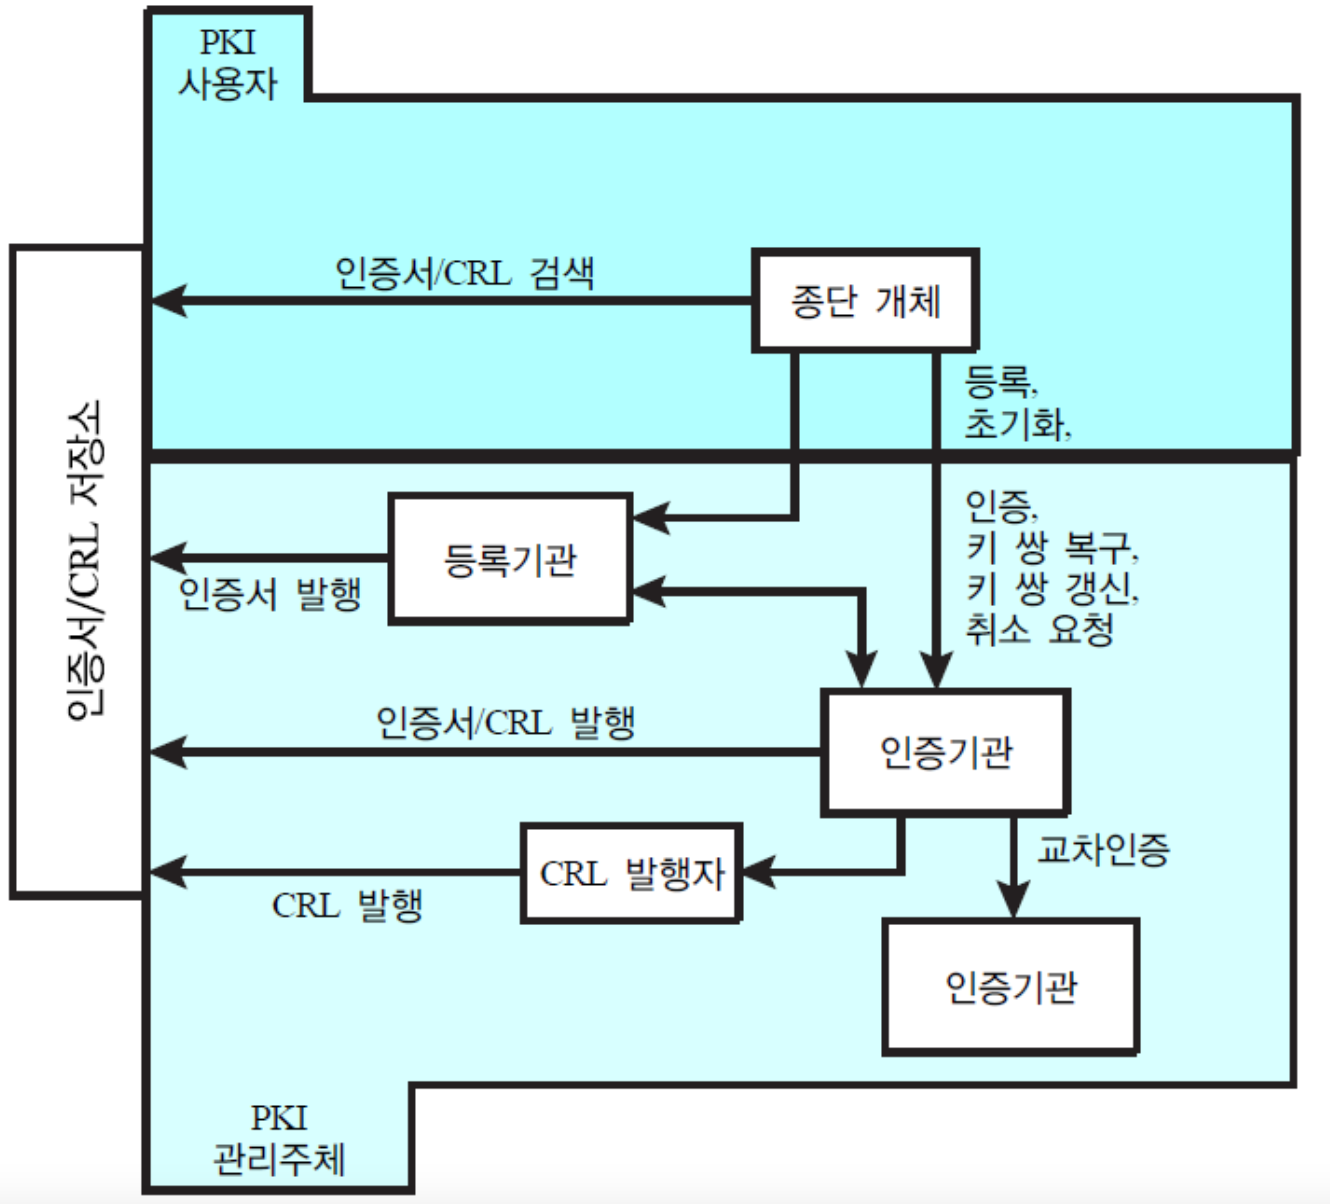 PKI
사용자
인증서/CRL 검색
종단 개체
등록,
초기화,
인증서/CRL 저장소
인증,
키 쌍 복구,
키 쌍 갱신,
취소 요청
등록기관
인증서 발행
인증서/CRL 발행
인증기관
교차인증
CRL 발행자
CRL 발행
인증기관
PKI
관리주체